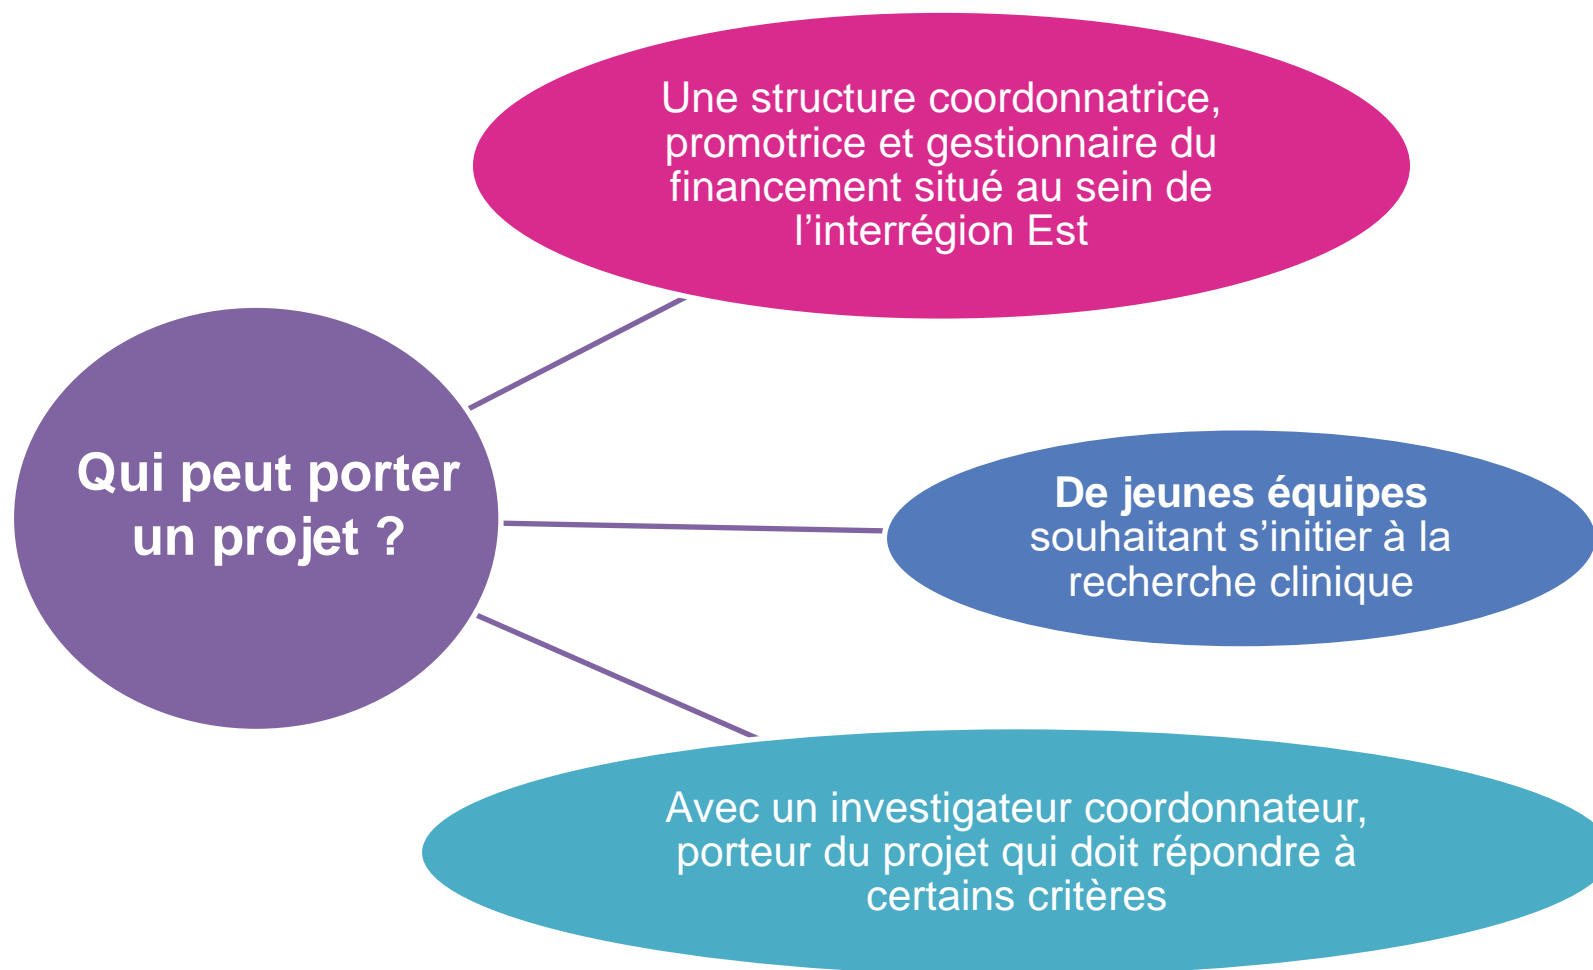 Une structure coordonnatrice,
promotrice et gestionnaire du
financement situé au sein de
l'interrégion Est
Qui peut porter
un projet ?
De jeunes équipes
souhaitant s'initier à la
recherche clinique
Avec un investigateur coordonnateur,
porteur du projet qui doit répondre à
certains critères